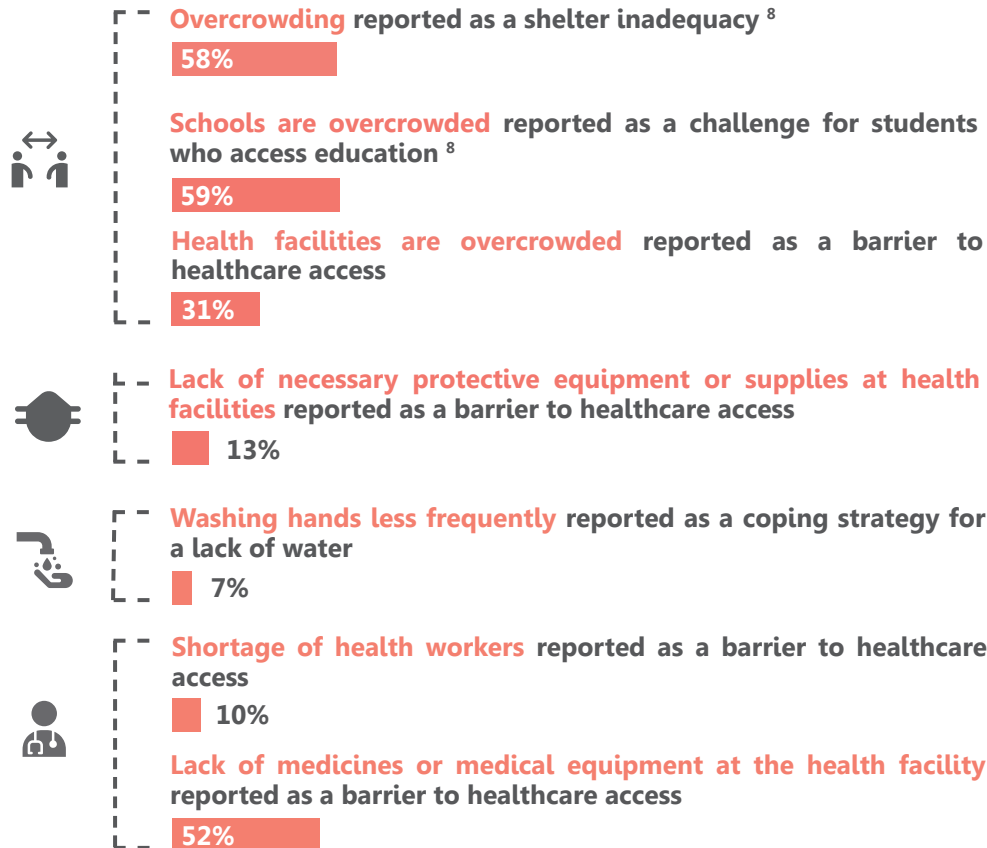 Overcrowding reported as a shelter inadequacy ⁸
58%
Schools are overcrowded reported as a challenge for students
who access education ⁸
59%
Health facilities are overcrowded reported as a barrier to
healthcare access
31%
Lack of necessary protective equipment or supplies at health
facilities reported as a barrier to healthcare access
13%
Washing hands less frequently reported as a coping strategy for
a lack of water
7%
Shortage of health workers reported as a barrier to healthcare
access
10%
Lack of medicines or medical equipment at the health facility
reported as a barrier to healthcare access
52%